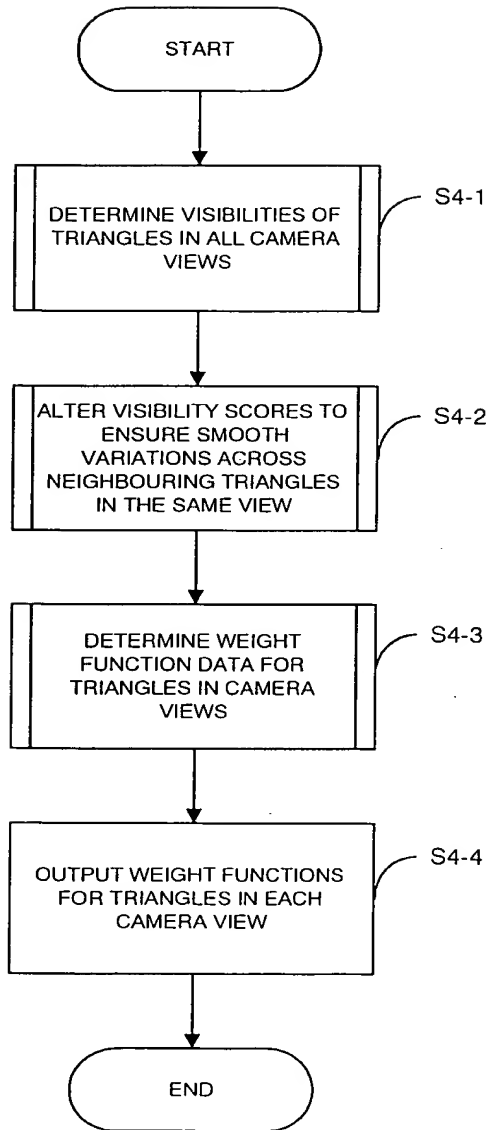 START
DETERMINE VISIBILITIES OF
TRIANGLES IN ALL CAMERA
VIEWS
S4-1
ALTER VISIBILITY SCORES TO
ENSURE SMOOTH
VARIATIONS ACROSS
NEIGHBOURING TRIANGLES
IN THE SAME VIEW
S4-2
DETERMINE WEIGHT
FUNCTION DATA FOR
TRIANGLES IN CAMERA
VIEWS
S4-3
OUTPUT WEIGHT FUNCTIONS
FOR TRIANGLES IN EACH
CAMERA VIEW
S4-4
END